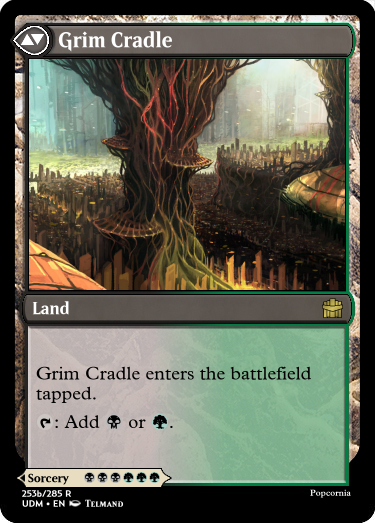 Grim Cradle
Land
Grim Cradle enters the battlefield
tapped.
: Add or .
Sorcery
253b/285 R
Popcornia
UDM • EN Telmand